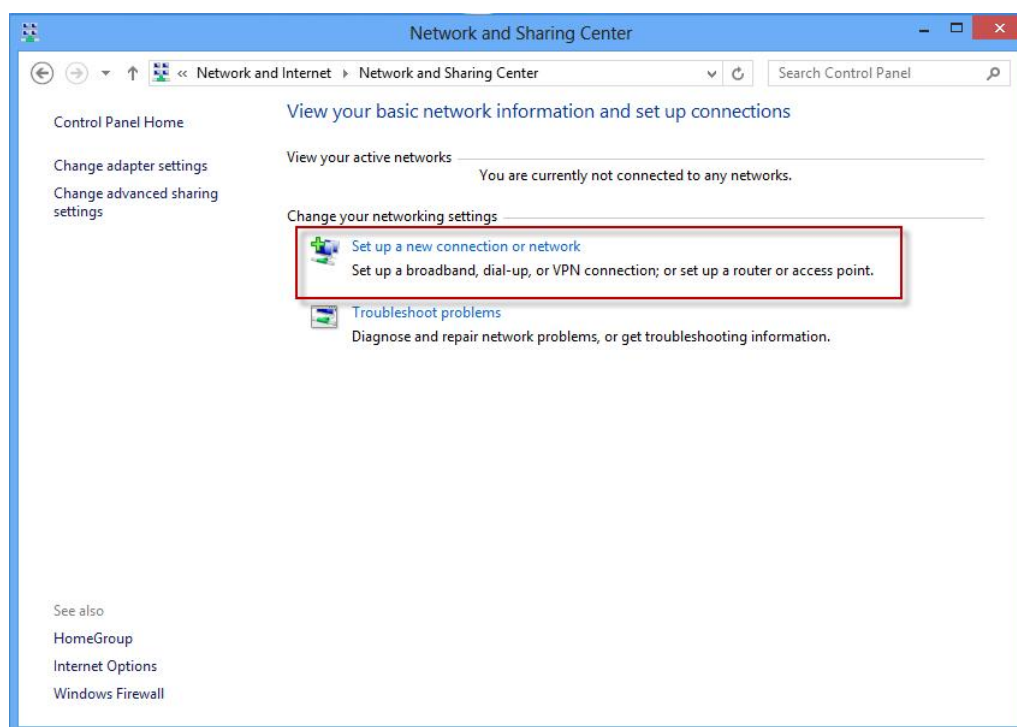 Network and Sharing Center
« Network and Internet ▸ Network and Sharing Center
Search Control Panel
Control Panel Home
Change adapter settings
Change advanced sharing
settings
View your basic network information and set up connections
View your active networks
You are currently not connected to any networks.
Change your networking settings
Set up a new connection or network
Set up a broadband, dial-up, or VPN connection; or set up a router or access point.
Troubleshoot problems
Diagnose and repair network problems, or get troubleshooting information.
See also
HomeGroup
Internet Options
Windows Firewall